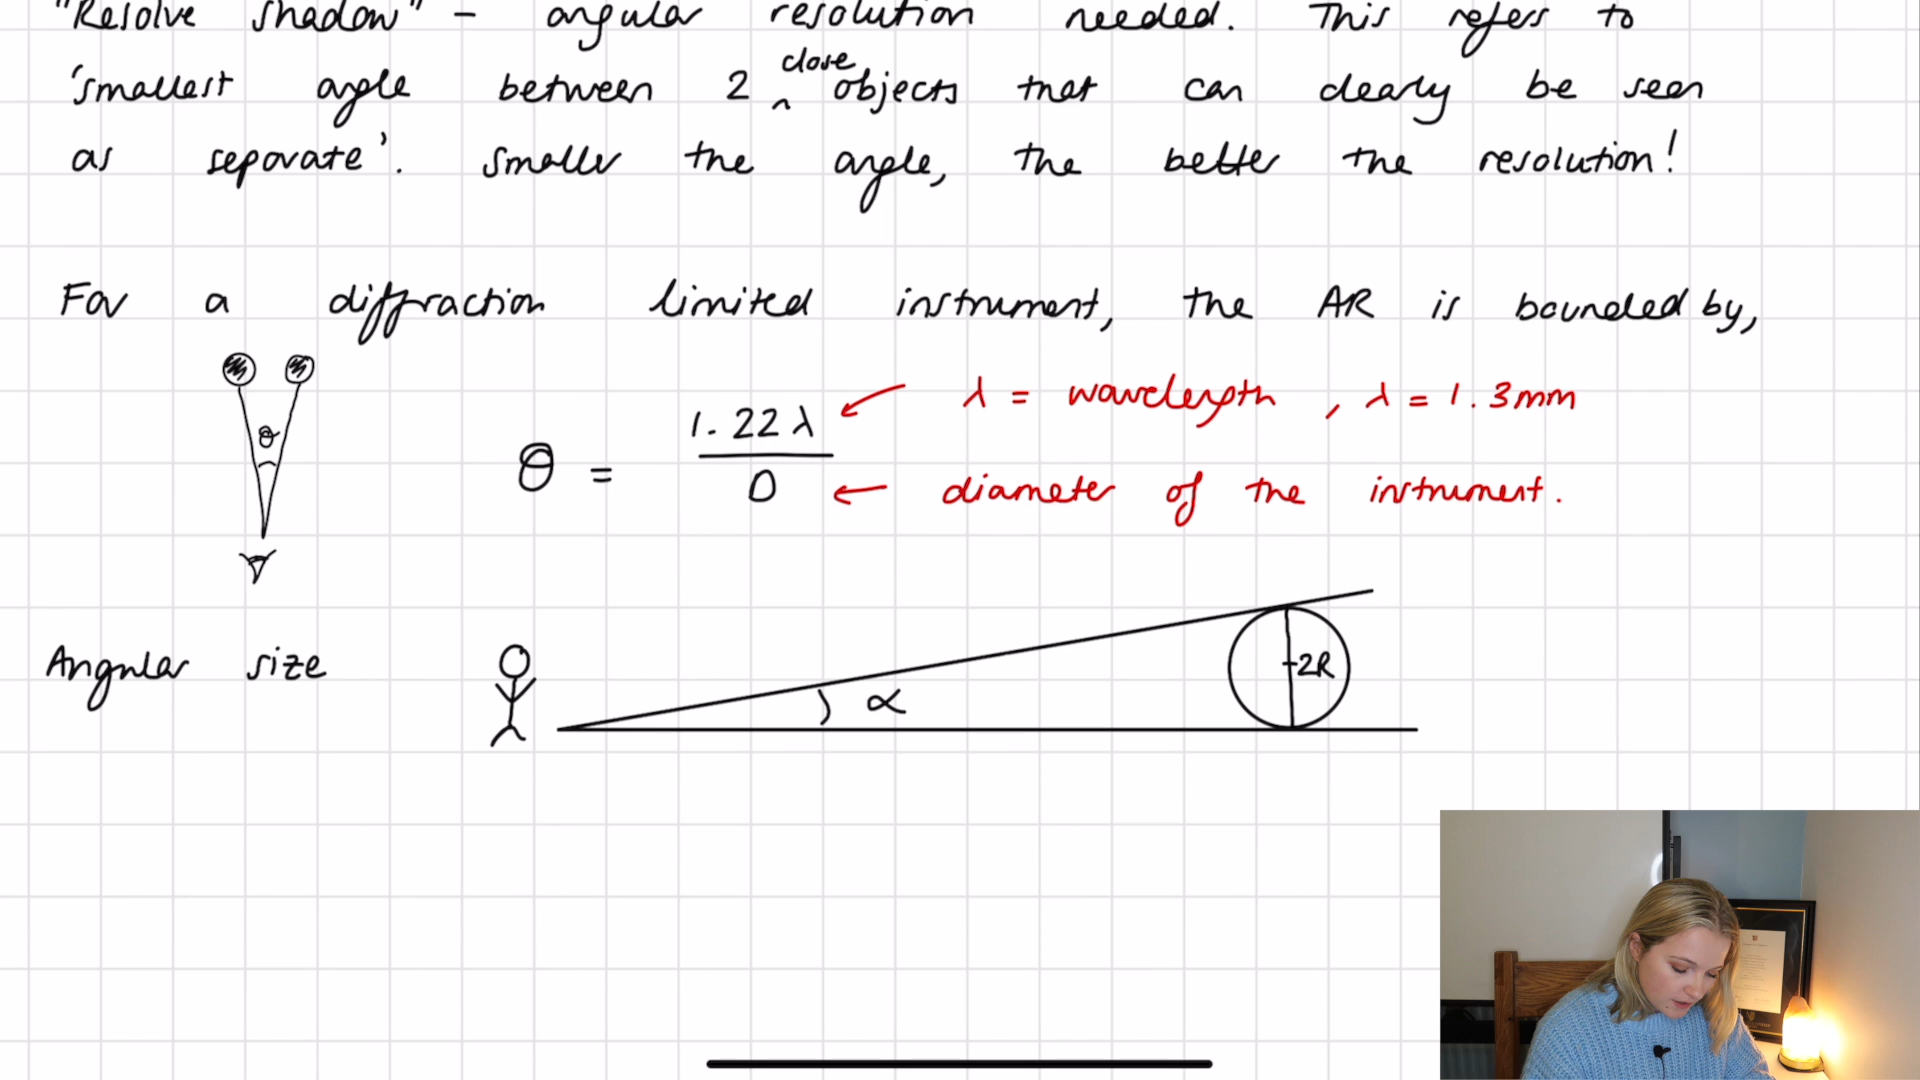 "Resolve shadow" - angular resolution needed. This refers to
'smallest angle between 2 close objects that can clearly be seen
as separate'. Smaller the angle, the better the resolution!
For a diffraction limited instrument, the AR is bounded by,
θ
θ = 1.22λ / D
λ = wavelength, λ = 1.3mm
diameter of the instrument.
Angular size
α
2R